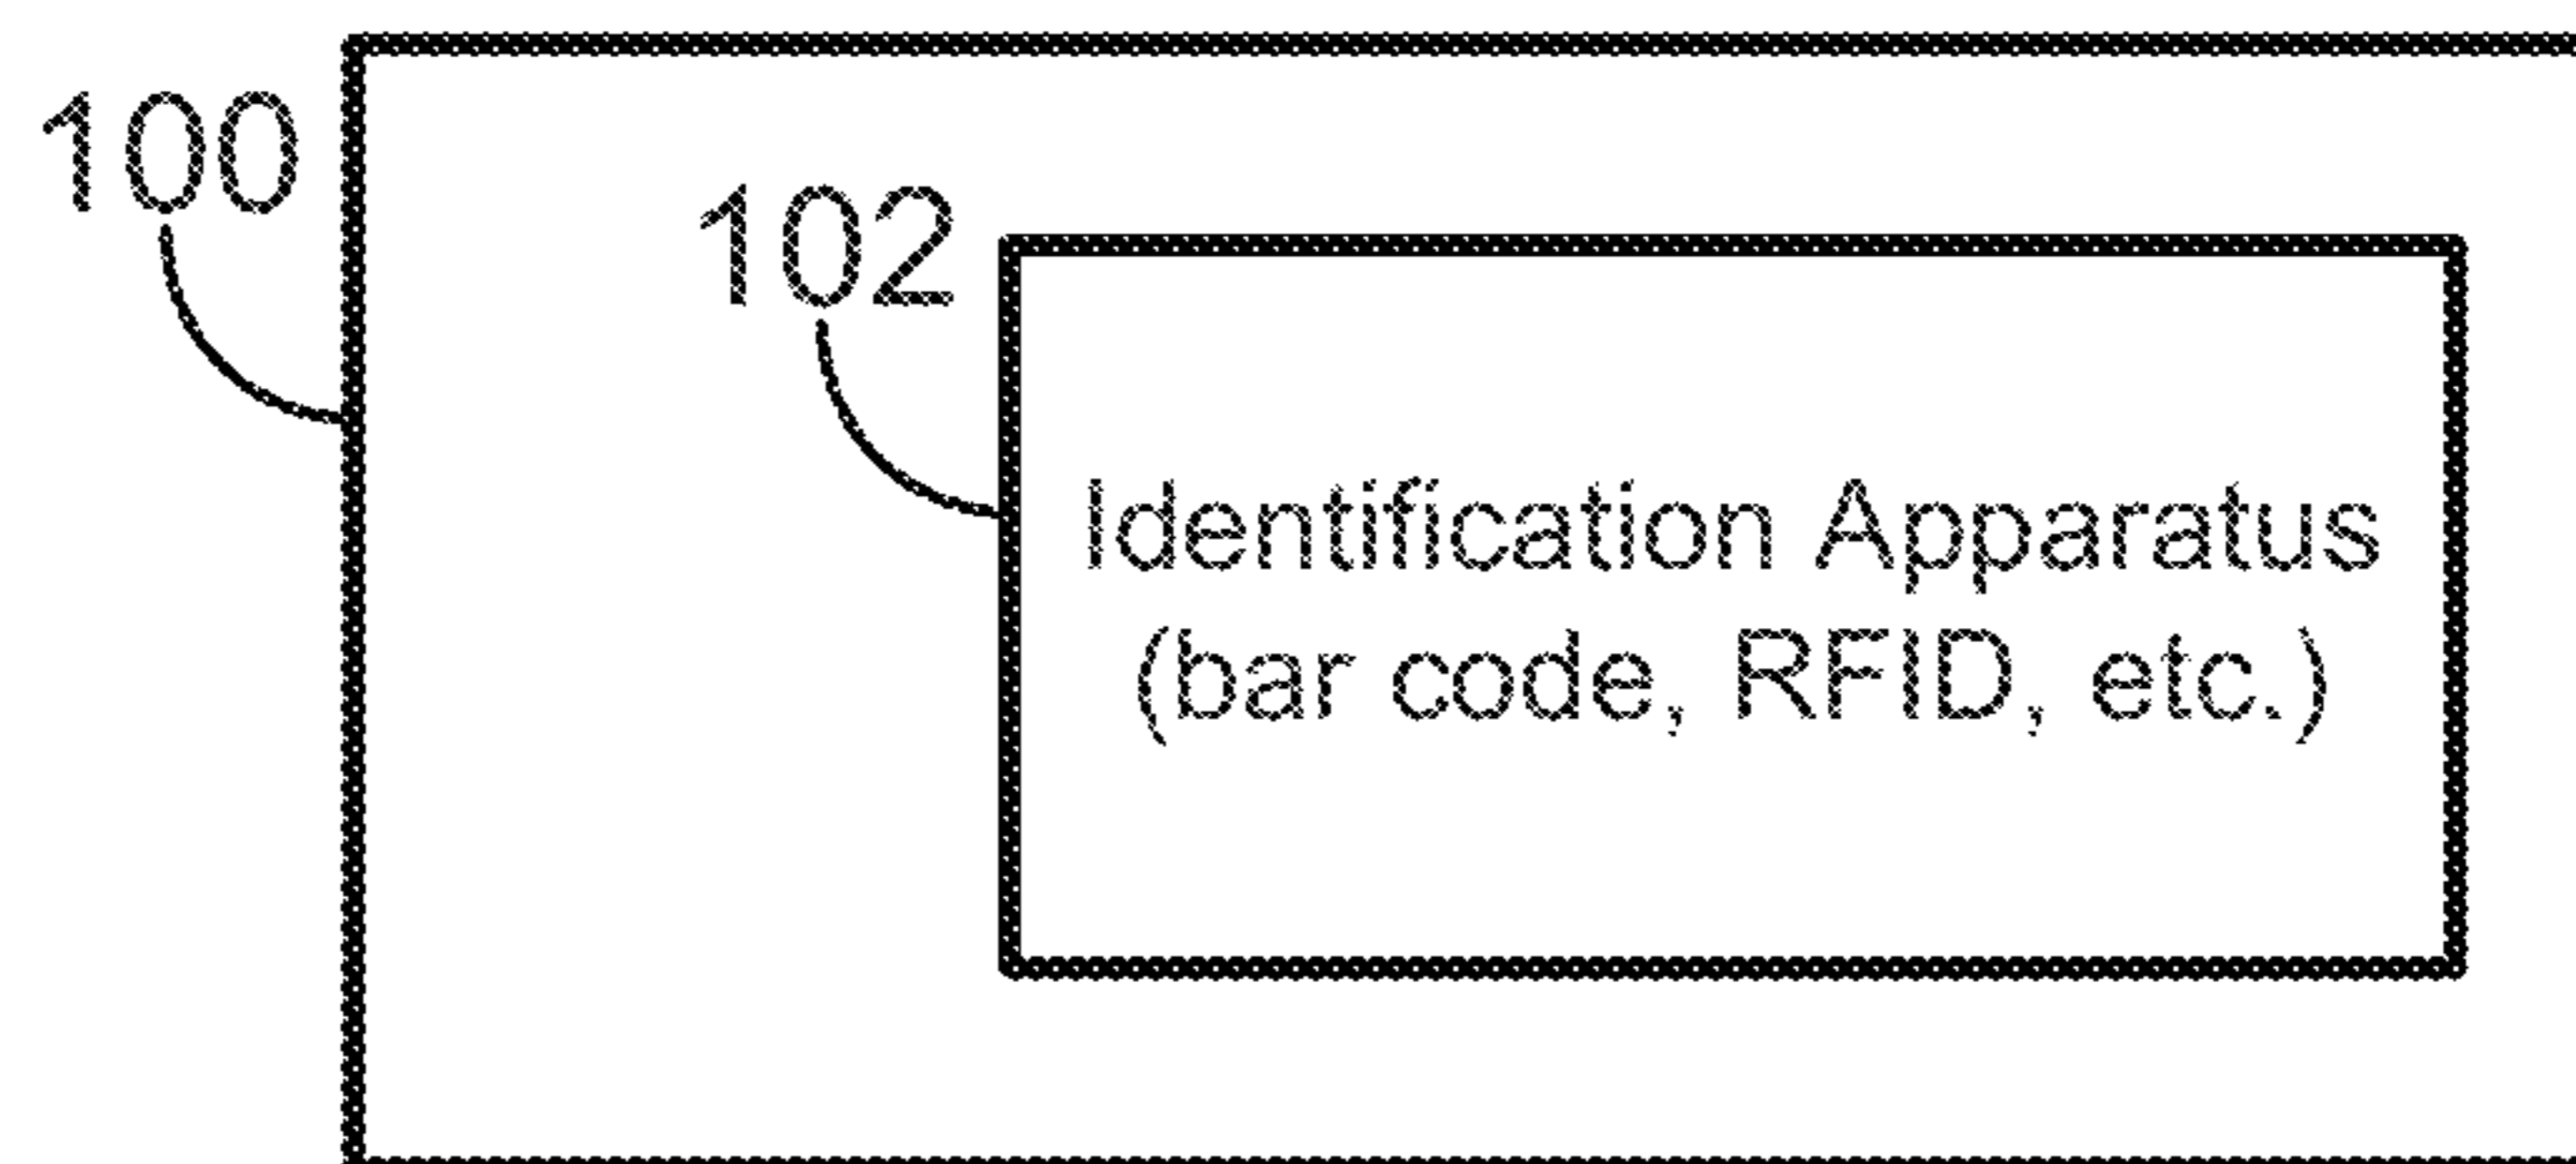 100
102
Identification Apparatus
(bar code, RFID, etc.)